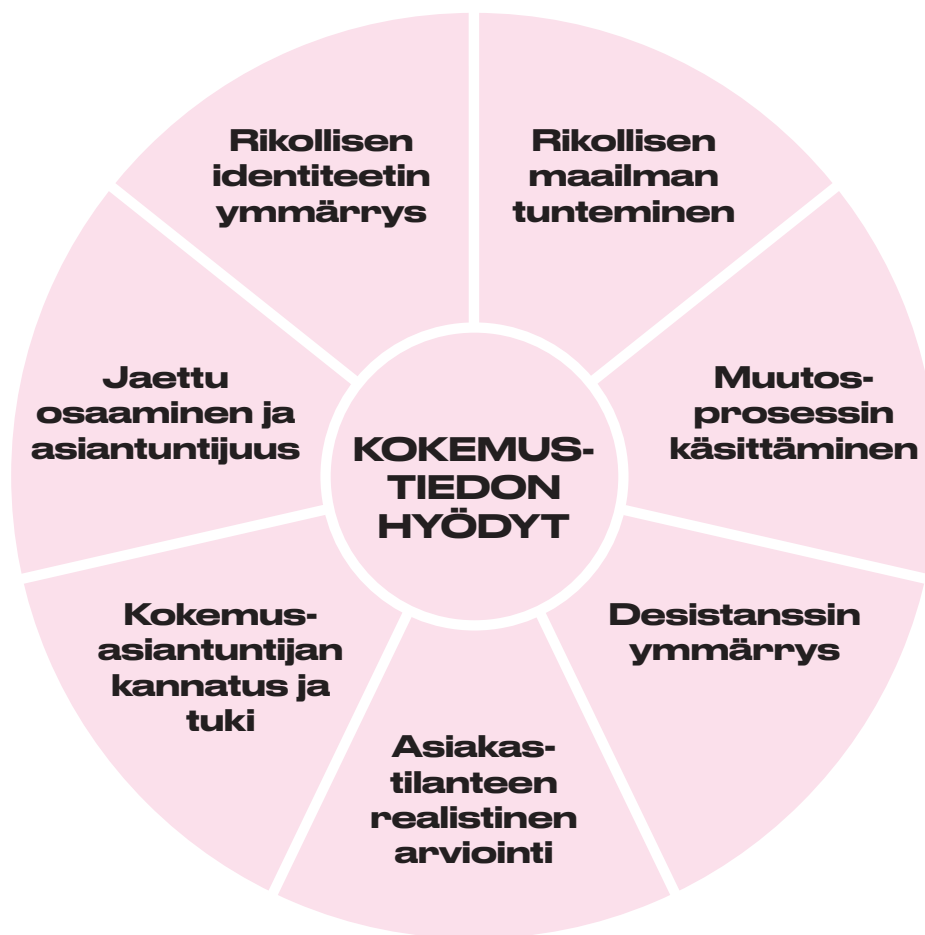 Rikollisen
identiteetin
ymmärrys
Rikollisen
maailman
tunteminen
Jaettu
osaaminen ja
asiantuntijuus
KOKEMUS-
TIEDON
HYÖDYT
Muutos-
prosessin
käsittäminen
Kokemus-
asiantuntijan
kannatus ja
tuki
Desistanssin
ymmärrys
Asiakas-
tilanteen
realistinen
arviointi